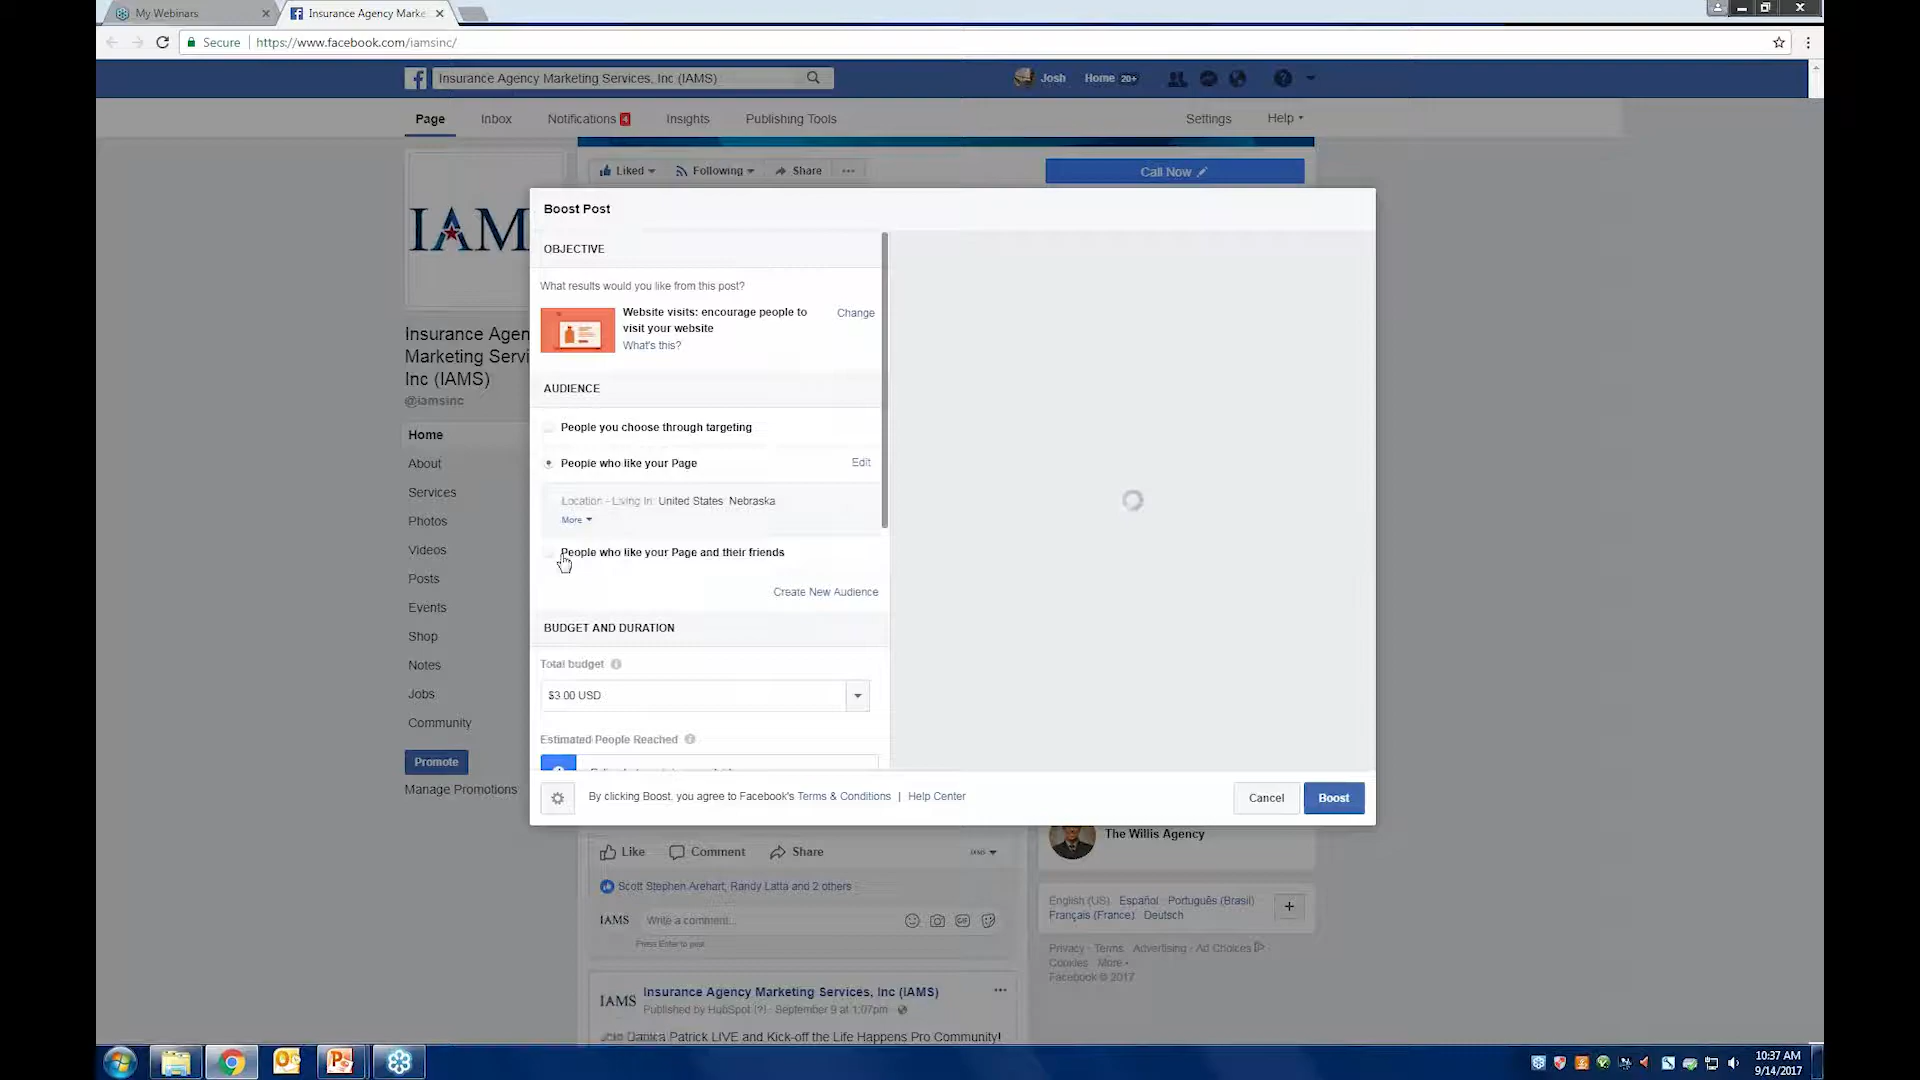 My Webinars
Insurance Agency Marke
Secure
https://www.facebook.com/iamsinc/
Insurance Agency Marketing Services, Inc (IAMS)
Josh
Home 20+
Page
Inbox
Notifications 4
Insights
Publishing Tools
Settings
Help
Liked
Following
Share
Call Now
IAM
Insurance Agen
Marketing Servi
Inc (IAMS)
@iamsinc
Home
About
Services
Photos
Videos
Posts
Events
Shop
Notes
Jobs
Community
Promote
Manage Promotions
Boost Post
OBJECTIVE
What results would you like from this post?
Website visits: encourage people to
visit your website
Change
What's this?
AUDIENCE
People you choose through targeting
People who like your Page
Edit
Location - Living In: United States Nebraska
More
People who like your Page and their friends
Create New Audience
BUDGET AND DURATION
Total budget
$3.00 USD
Estimated People Reached
By clicking Boost, you agree to Facebook's Terms & Conditions | Help Center
Cancel
Boost
The Willis Agency
Like
Comment
Share
Scott Stephen Arehart, Randy Latta and 2 others
IAMS
Write a comment...
GIF
Press Enter to post.
English (US) · Español · Português (Brasil) ·
Français (France) · Deutsch
Privacy · Terms · Advertising · Ad Choices ·
Cookies · More
Facebook © 2017
IAMS
Insurance Agency Marketing Services, Inc (IAMS)
Published by HubSpot [?] · September 9 at 1:07pm
Danica Patrick LIVE and Kick-off the Life Happens Pro Community!
10:37 AM
9/14/2017